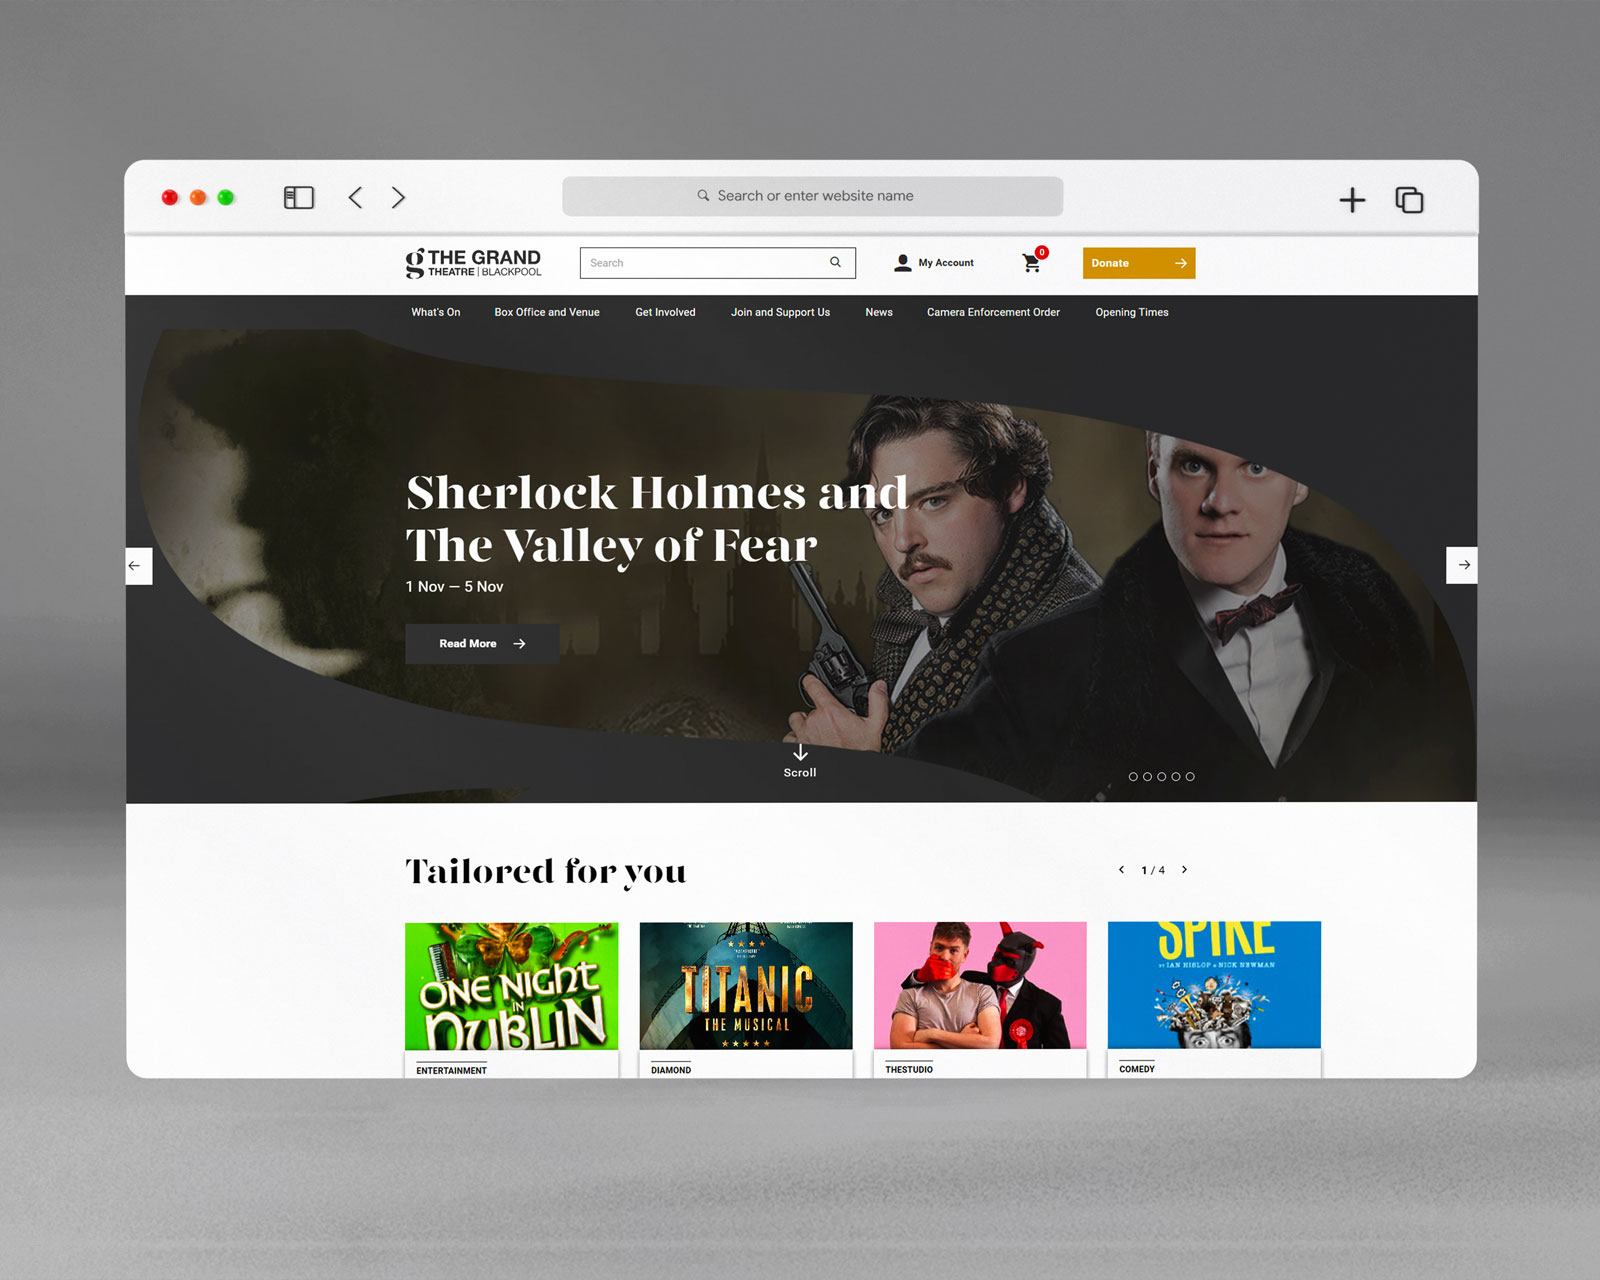 Search or enter website name
g THE GRAND
THEATRE | BLACKPOOL
Search
My Account
0
Donate
What's On
Box Office and Venue
Get Involved
Join and Support Us
News
Camera Enforcement Order
Opening Times
Sherlock Holmes and
The Valley of Fear
1 Nov — 5 Nov
Read More
Scroll
Tailored for you
1 / 4
ONE NIGHT
IN
DUBLIN
TITANIC
THE MUSICAL
SPIKE
BY IAN HISLOP & NICK NEWMAN
ENTERTAINMENT
DIAMOND
THESTUDIO
COMEDY